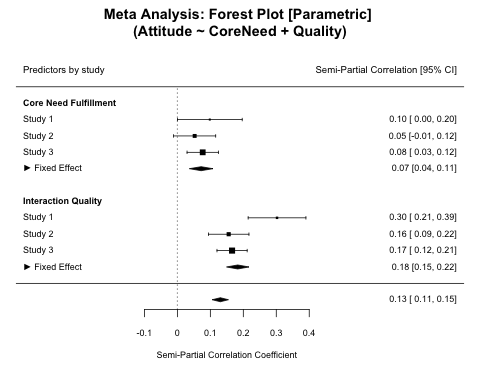 Meta Analysis: Forest Plot [Parametric]
(Attitude ~ CoreNeed + Quality)
Predictors by study Semi-Partial Correlation [95% CI]
Core Need Fulfillment
Study 1 0.10 [ 0.00, 0.20]
Study 2 0.05 [-0.01, 0.12]
Study 3 0.08 [ 0.03, 0.12]
► Fixed Effect 0.07 [0.04, 0.11]
Interaction Quality
Study 1 0.30 [ 0.21, 0.39]
Study 2 0.16 [ 0.09, 0.22]
Study 3 0.17 [ 0.12, 0.21]
► Fixed Effect 0.18 [0.15, 0.22]
0.13 [ 0.11, 0.15]
-0.1 0 0.1 0.2 0.3 0.4
Semi-Partial Correlation Coefficient